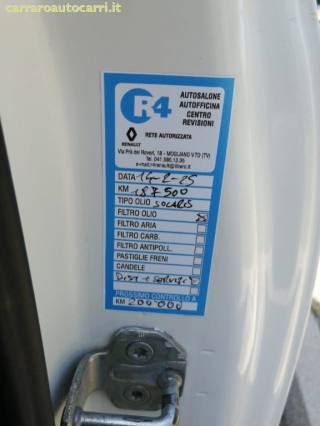 carraroautocarri.it
R4
AUTOSALONE
AUTOFFICINA
CENTRO
REVISIONI
RENAULT
RETE AUTORIZZATA
Via Prà dei Roveri, 18 - MOGLIANO V.TO (TV)
DATA 14-2-25
KM 187500
TIPO OLIO
FILTRO OLIO
FILTRO ARIA
FILTRO CARB.
FILTRO ANTIPOLL.
PASTIGLIE FRENI
CANDELE
PROSSIMO CONTROLLO A
KM 200 000